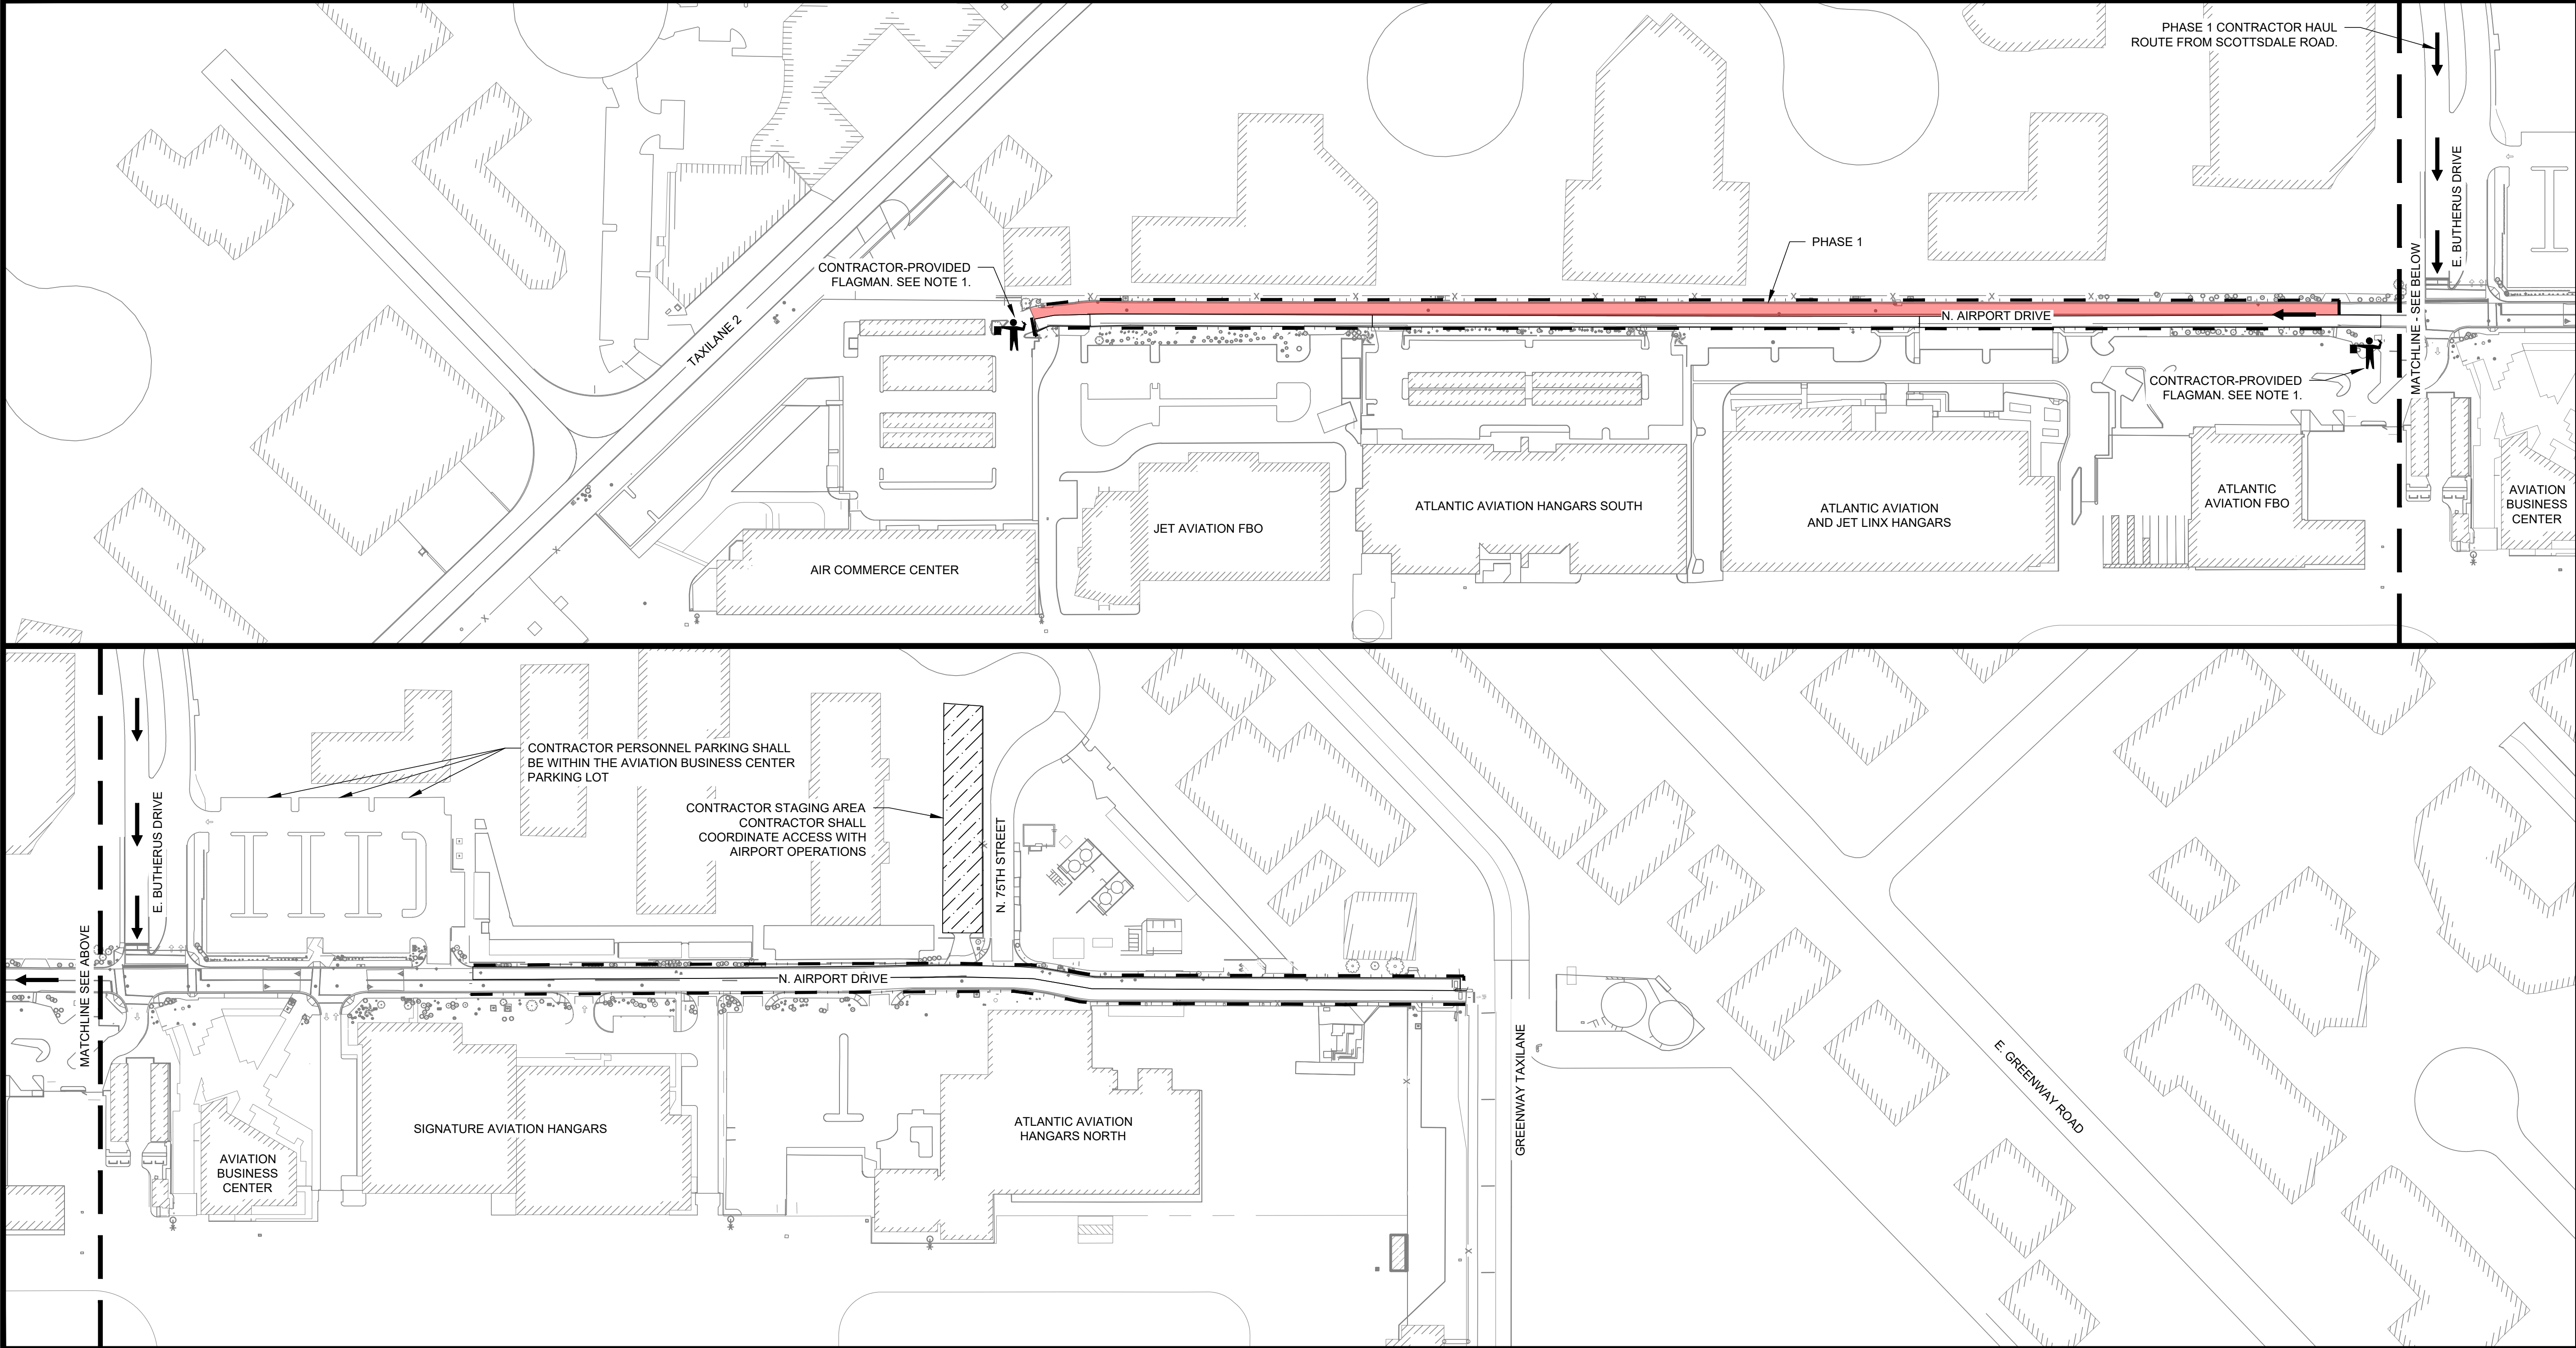 PHASE 1 CONTRACTOR HAUL
ROUTE FROM SCOTTSDALE ROAD.
E. BUTHERUS DRIVE
MATCHLINE - SEE BELOW
PHASE 1
CONTRACTOR-PROVIDED
FLAGMAN. SEE NOTE 1.
TAXILANE 2
N. AIRPORT DRIVE
CONTRACTOR-PROVIDED
FLAGMAN. SEE NOTE 1.
AIR COMMERCE CENTER
JET AVIATION FBO
ATLANTIC AVIATION HANGARS SOUTH
ATLANTIC AVIATION
AND JET LINX HANGARS
ATLANTIC
AVIATION FBO
AVIATION
BUSINESS
CENTER
MATCHLINE SEE ABOVE
E. BUTHERUS DRIVE
CONTRACTOR PERSONNEL PARKING SHALL
BE WITHIN THE AVIATION BUSINESS CENTER
PARKING LOT
CONTRACTOR STAGING AREA
CONTRACTOR SHALL
COORDINATE ACCESS WITH
AIRPORT OPERATIONS
N. 75TH STREET
N. AIRPORT DRIVE
AVIATION
BUSINESS
CENTER
SIGNATURE AVIATION HANGARS
ATLANTIC AVIATION
HANGARS NORTH
GREENWAY TAXILANE
E. GREENWAY ROAD